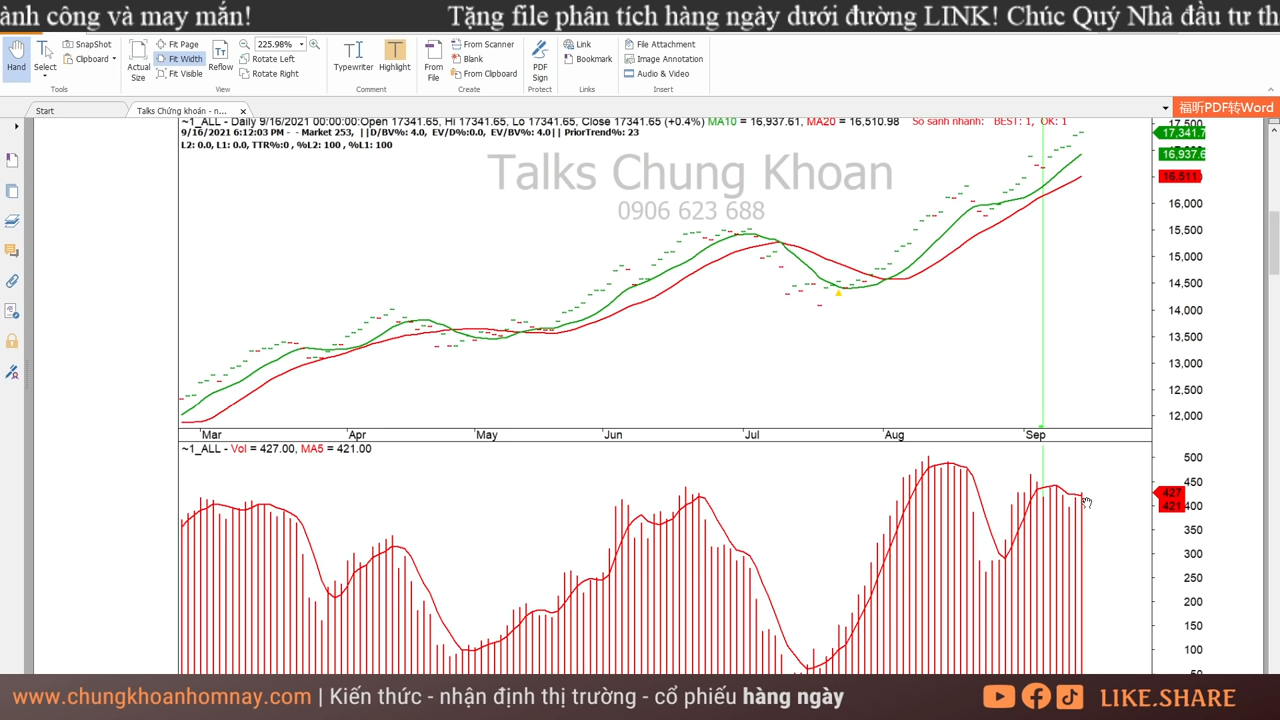 ành công và may mắn! Tặng file phân tích hàng ngày dưới đường LINK! Chúc Quý Nhà đầu tư th
Hand
Select
SnapShot
Clipboard
Tools
Actual Size
Fit Page
Fit Width
Fit Visible
Reflow
225.98%
Rotate Left
Rotate Right
View
Typewriter
Highlight
Comment
From File
From Scanner
Blank
From Clipboard
Create
PDF Sign
Protect
Link
Bookmark
Links
File Attachment
Image Annotation
Audio & Video
Insert
Start
Talks Chứng khoán - n...
福昕PDF转Word
~1_ALL - Daily 9/16/2021 00:00:00:Open 17341.65, Hi 17341.65, Lo 17341.65, Close 17341.65 (+0.4%) MA10 = 16,937.61, MA20 = 16,510.98 So sánh nhanh: BEST: 1, OK: 1
9/16/2021 6:12:03 PM - - Market 253, ||D/BV%: 4.0, EV/D%:0.0, EV/BV%: 4.0|| PriorTrend%: 23
L2: 0.0, L1: 0.0, TTR%:0 , %L2: 100 , %L1: 100
Talks Chung Khoan
0906 623 688
17,500
17,341.7
16,937.6
16,511
16,000
15,500
15,000
14,500
14,000
13,500
13,000
12,500
12,000
Mar Apr May Jun Jul Aug Sep
~1_ALL - Vol = 427.00, MA5 = 421.00
500
450
427
421
400
350
300
250
200
150
100
50
www.chungkhoanhomnay.com | Kiến thức - nhận định thị trường - cổ phiếu hàng ngày
LIKE.SHARE